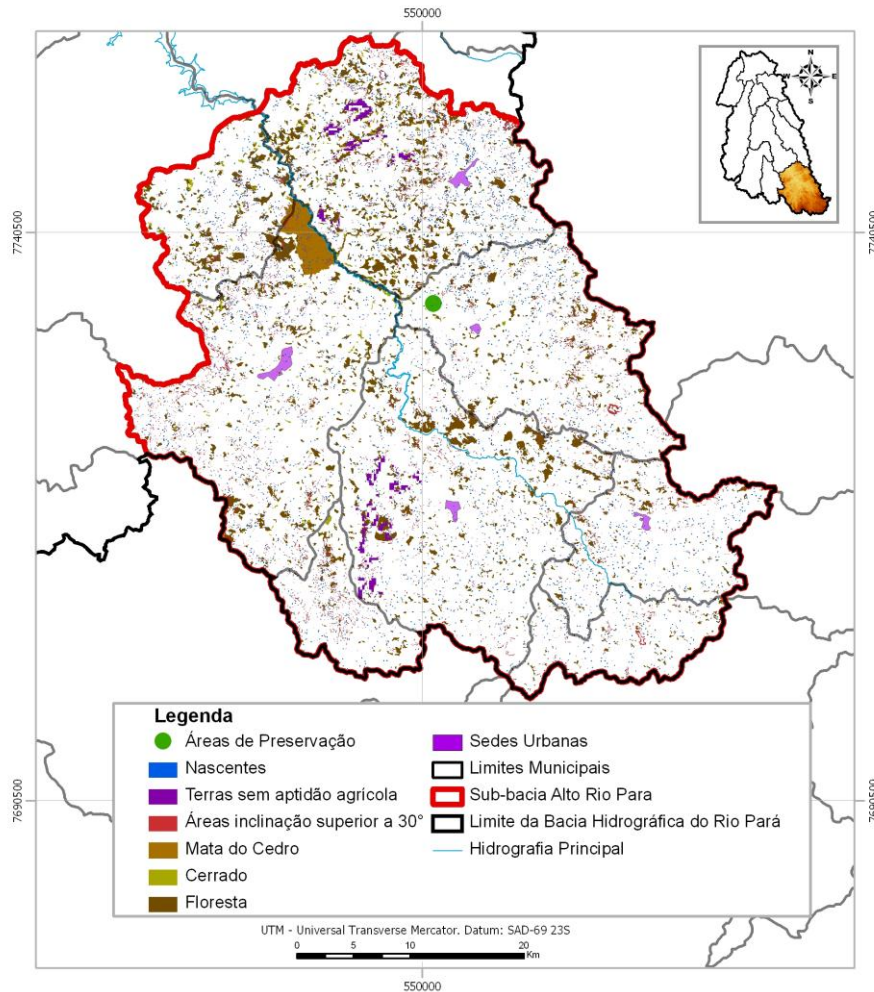 550000
N
W E
S
7740500
7740500
Legenda
Áreas de Preservação
Nascentes
Terras sem aptidão agrícola
Áreas inclinação superior a 30°
Mata do Cedro
Cerrado
Floresta
Sedes Urbanas
Limites Municipais
Sub-bacia Alto Rio Para
Limite da Bacia Hidrográfica do Rio Pará
Hidrografia Principal
7690500
7690500
UTM - Universal Transverse Mercator. Datum: SAD-69 23S
0 5 10 20
Km
550000